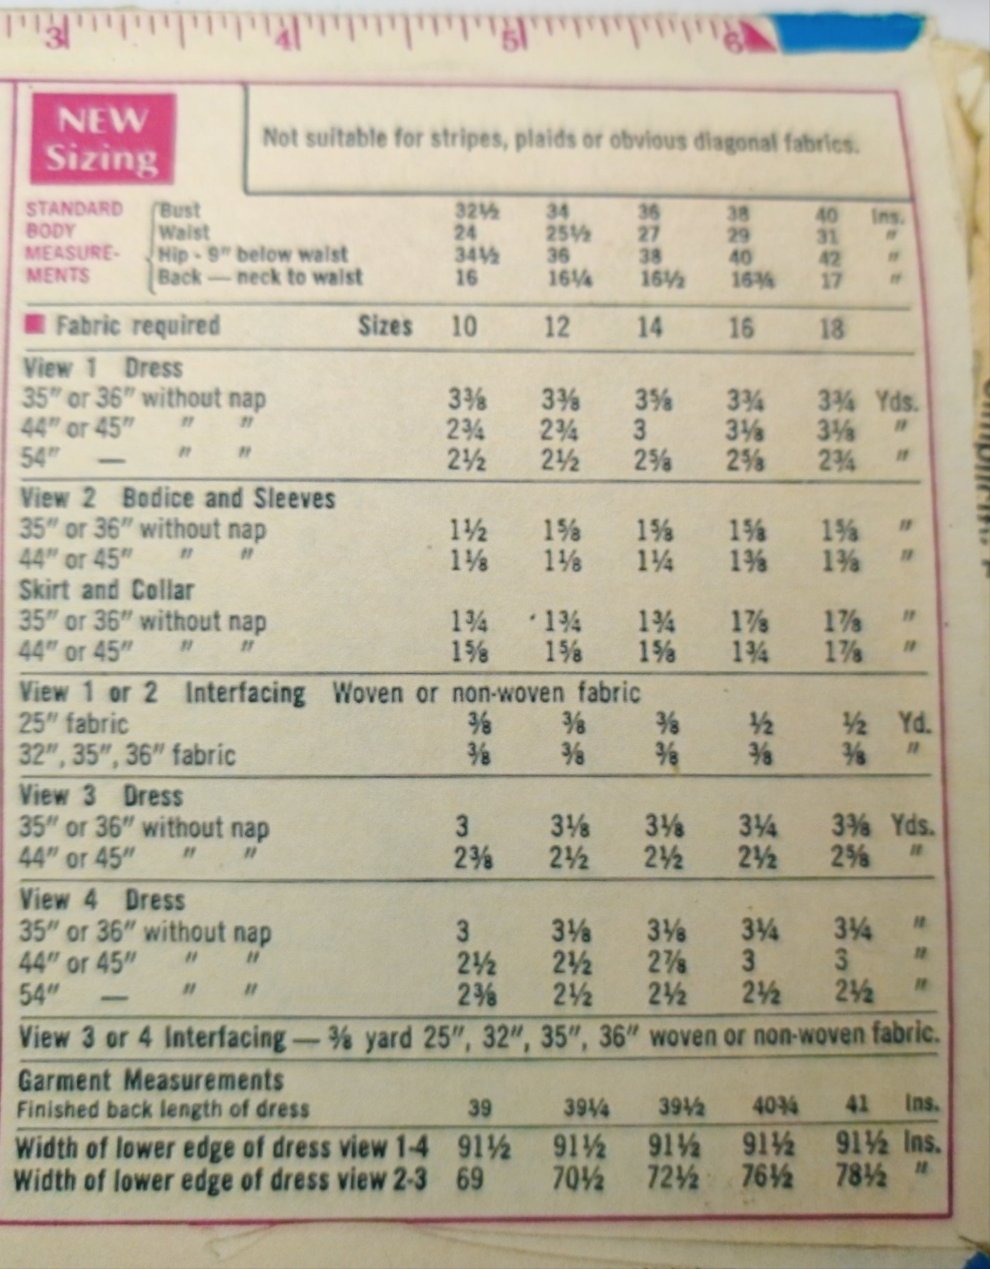 3 4 5 6
NEW
Sizing
Not suitable for stripes, plaids or obvious diagonal fabrics.
STANDARD Bust 32½ 34 36 38 40 Ins.
BODY Waist 24 25½ 27 29 31 "
MEASURE- Hip - 9" below waist 34½ 36 38 40 42 "
MENTS Back — neck to waist 16 16¼ 16½ 16¾ 17 "
Fabric required Sizes 10 12 14 16 18
View 1 Dress
35" or 36" without nap 3⅜ 3⅜ 3⅝ 3¾ 3¾ Yds.
44" or 45" " " 2¾ 2¾ 3 3⅛ 3⅛ "
54" — " " 2½ 2½ 2⅝ 2⅝ 2¾ "
View 2 Bodice and Sleeves
35" or 36" without nap 1½ 1⅝ 1⅝ 1⅝ 1⅝ "
44" or 45" " " 1⅛ 1⅛ 1¼ 1⅜ 1⅜ "
Skirt and Collar
35" or 36" without nap 1¾ 1¾ 1¾ 1⅞ 1⅞ "
44" or 45" " " 1⅝ 1⅝ 1⅝ 1¾ 1⅞ "
View 1 or 2 Interfacing Woven or non-woven fabric
25" fabric ⅜ ⅜ ⅜ ½ ½ Yd.
32", 35", 36" fabric ⅜ ⅜ ⅜ ⅜ ⅜ "
View 3 Dress
35" or 36" without nap 3 3⅛ 3⅛ 3¼ 3⅜ Yds.
44" or 45" " " 2⅜ 2½ 2½ 2½ 2⅝ "
View 4 Dress
35" or 36" without nap 3 3⅛ 3⅛ 3¼ 3¼ "
44" or 45" " " 2½ 2½ 2⅞ 3 3 "
54" — " " 2⅜ 2½ 2½ 2½ 2½ "
View 3 or 4 Interfacing — ⅜ yard 25", 32", 35", 36" woven or non-woven fabric.
Garment Measurements
Finished back length of dress 39 39¼ 39½ 40¾ 41 Ins.
Width of lower edge of dress view 1-4 91½ 91½ 91½ 91½ 91½ Ins.
Width of lower edge of dress view 2-3 69 70½ 72½ 76½ 78½ "